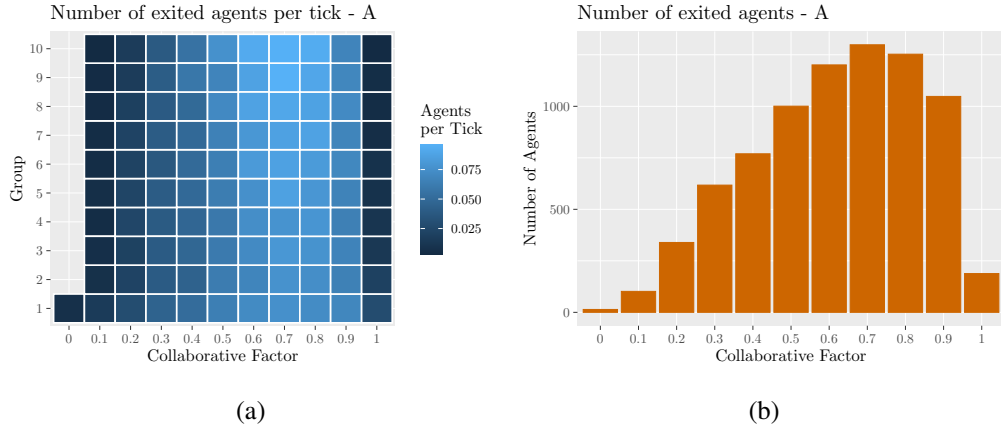 Number of exited agents per tick - A
Group
10
9
8
7
6
5
4
3
2
1
0 0.1 0.2 0.3 0.4 0.5 0.6 0.7 0.8 0.9 1
Collaborative Factor
Agents
per Tick
0.075
0.050
0.025
(a)
Number of exited agents - A
Number of Agents
1000
500
0
0 0.1 0.2 0.3 0.4 0.5 0.6 0.7 0.8 0.9 1
Collaborative Factor
(b)